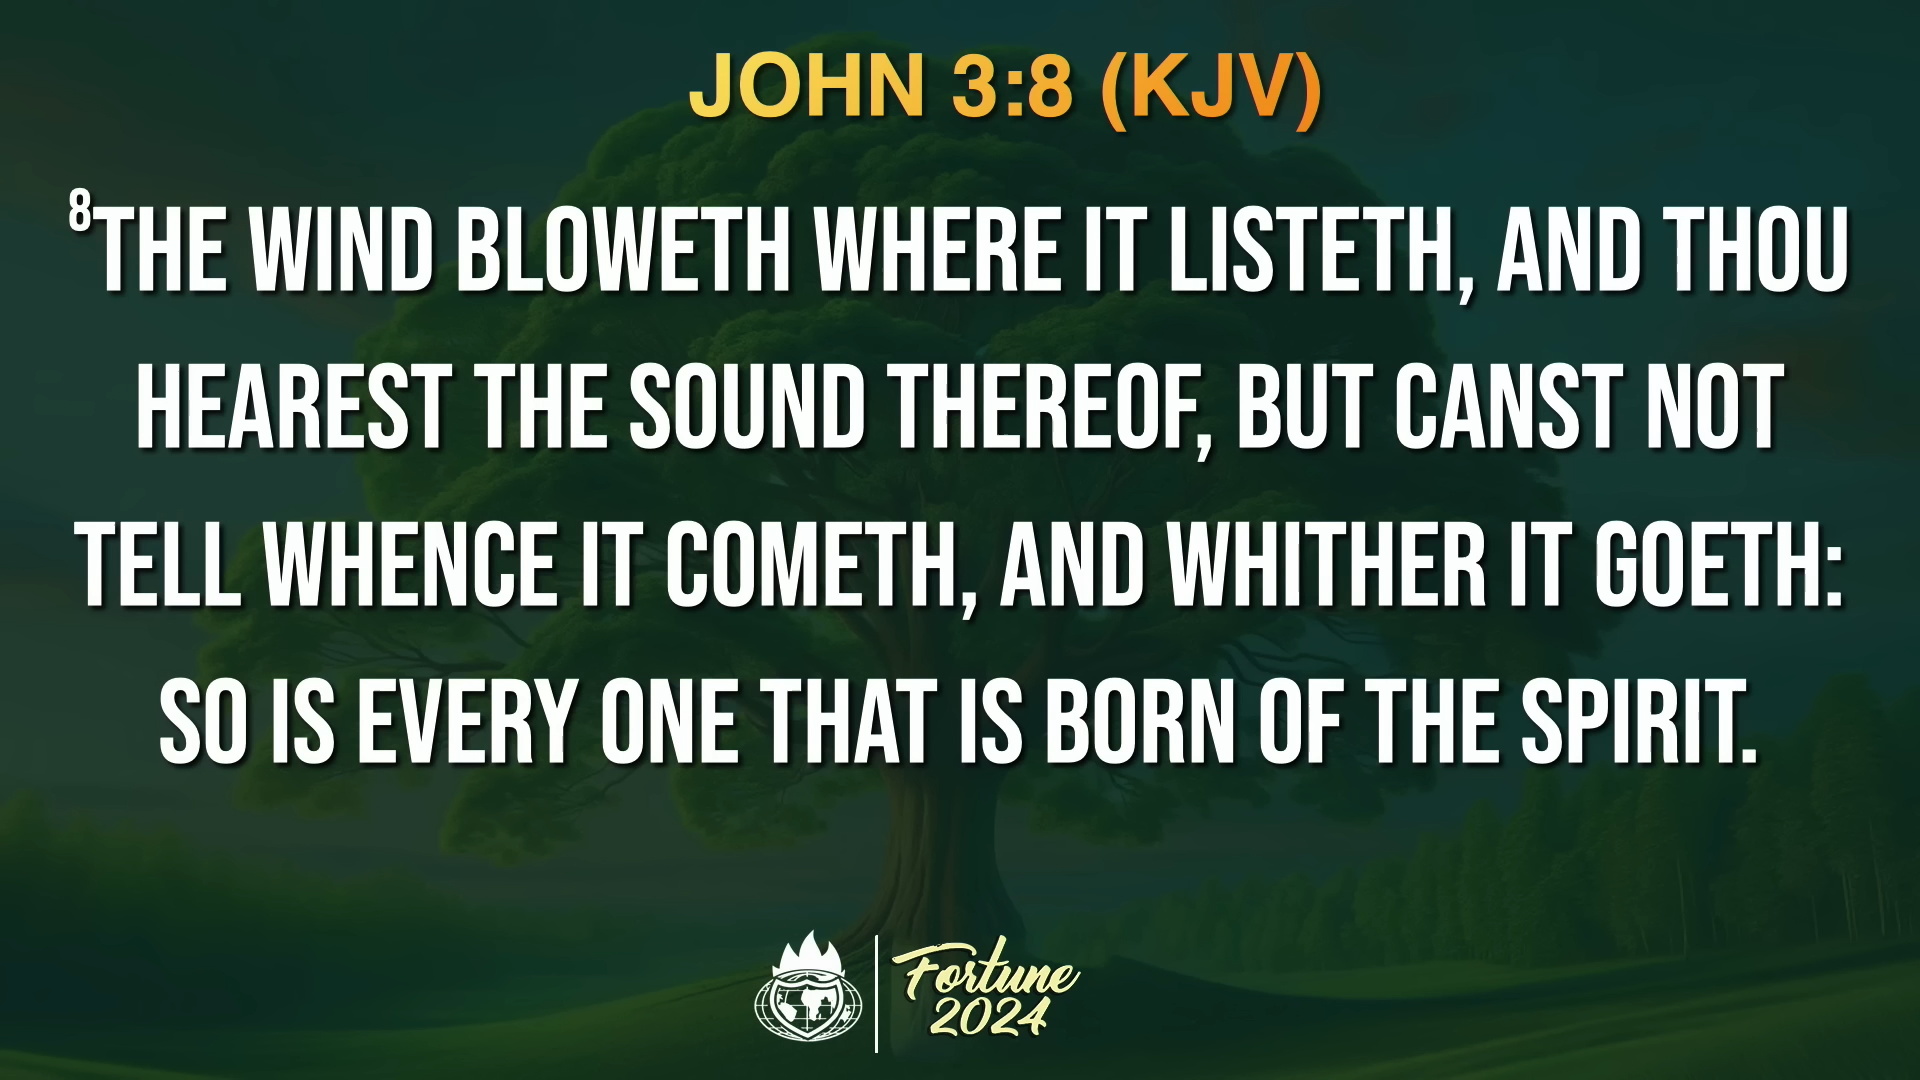 JOHN 3:8 (KJV)
⁸THE WIND BLOWETH WHERE IT LISTETH, AND THOU
HEAREST THE SOUND THEREOF, BUT CANST NOT
TELL WHENCE IT COMETH, AND WHITHER IT GOETH:
SO IS EVERY ONE THAT IS BORN OF THE SPIRIT.
Fortune
2024